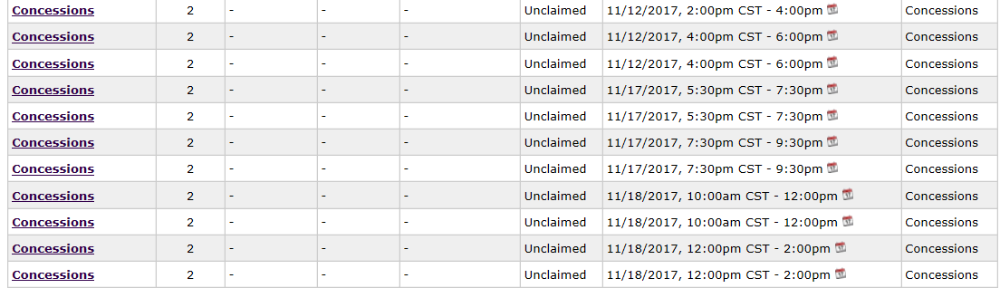 Concessions 2 - - - Unclaimed 11/12/2017, 2:00pm CST - 4:00pm Concessions
Concessions 2 - - - Unclaimed 11/12/2017, 4:00pm CST - 6:00pm Concessions
Concessions 2 - - - Unclaimed 11/12/2017, 4:00pm CST - 6:00pm Concessions
Concessions 2 - - - Unclaimed 11/17/2017, 5:30pm CST - 7:30pm Concessions
Concessions 2 - - - Unclaimed 11/17/2017, 5:30pm CST - 7:30pm Concessions
Concessions 2 - - - Unclaimed 11/17/2017, 7:30pm CST - 9:30pm Concessions
Concessions 2 - - - Unclaimed 11/17/2017, 7:30pm CST - 9:30pm Concessions
Concessions 2 - - - Unclaimed 11/18/2017, 10:00am CST - 12:00pm Concessions
Concessions 2 - - - Unclaimed 11/18/2017, 10:00am CST - 12:00pm Concessions
Concessions 2 - - - Unclaimed 11/18/2017, 12:00pm CST - 2:00pm Concessions
Concessions 2 - - - Unclaimed 11/18/2017, 12:00pm CST - 2:00pm Concessions